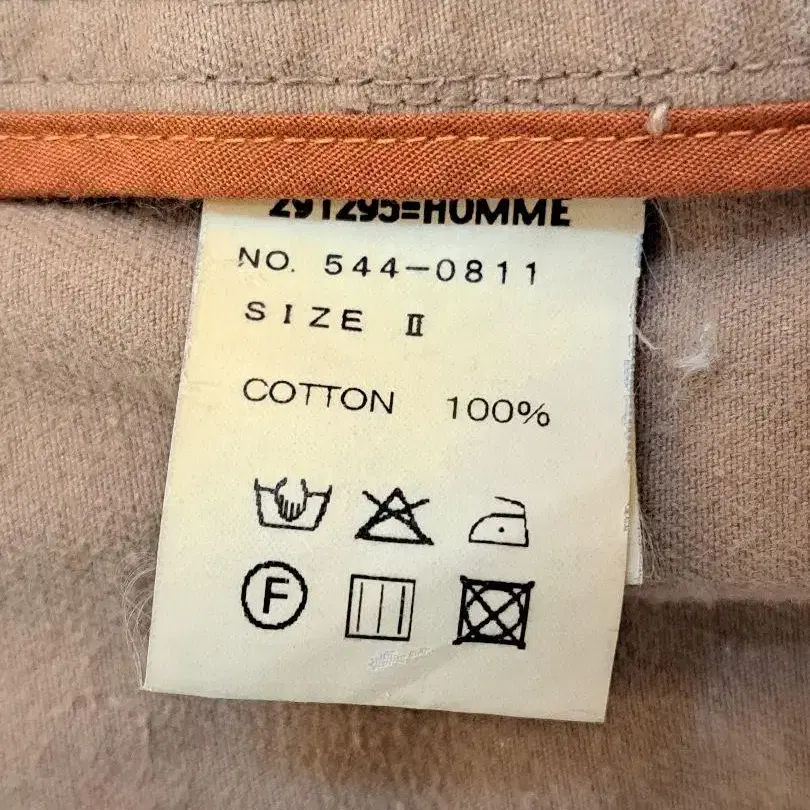 291295=HOMME
NO. 544-0811
SIZE Ⅱ
COTTON 100%
F